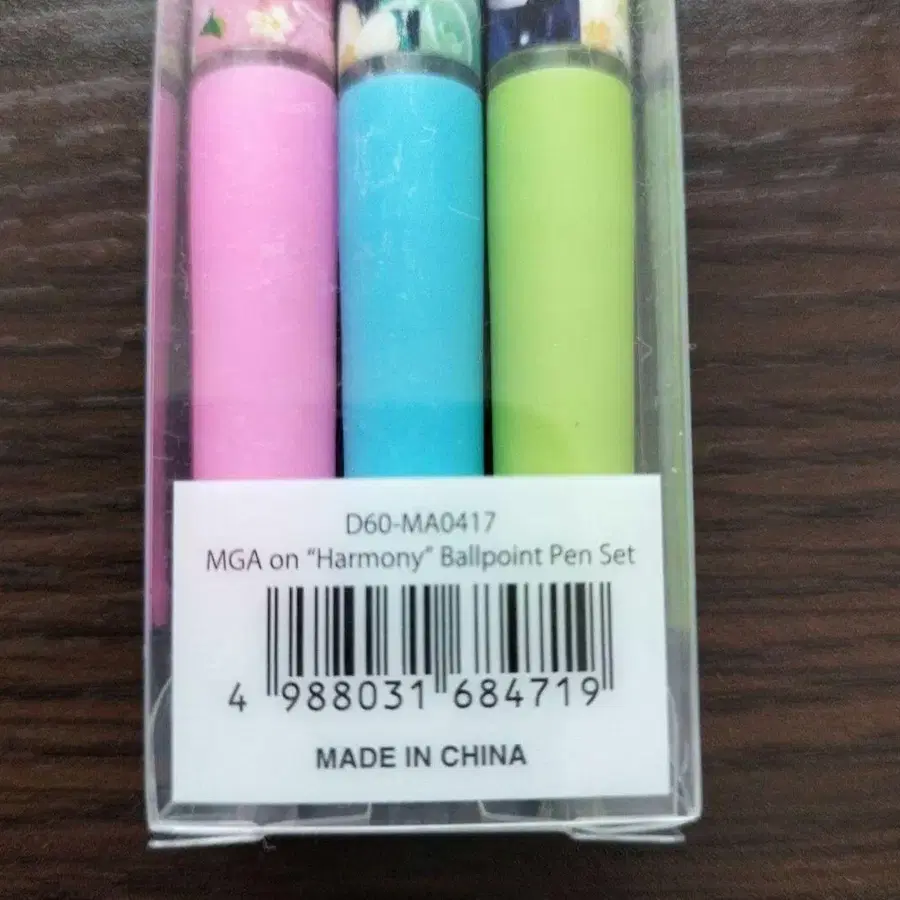 D60-MA0417
MGA on “Harmony” Ballpoint Pen Set
4 988031 684719
MADE IN CHINA